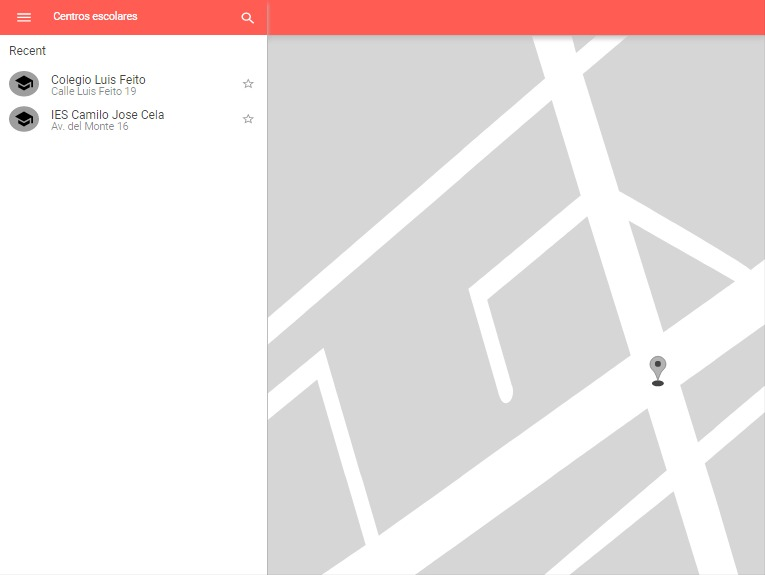 Centros escolares
Recent
Colegio Luis Feito
Calle Luis Feito 19
IES Camilo Jose Cela
Av. del Monte 16